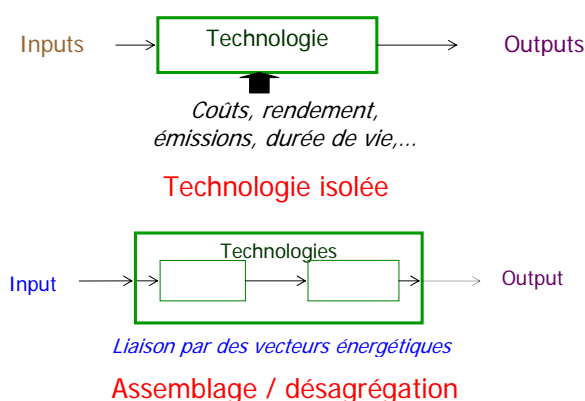 Inputs
Technologie
Outputs
Coûts, rendement,
émissions, durée de vie,...
Technologie isolée
Technologies
Input
Output
Liaison par des vecteurs énergétiques
Assemblage / désagrégation